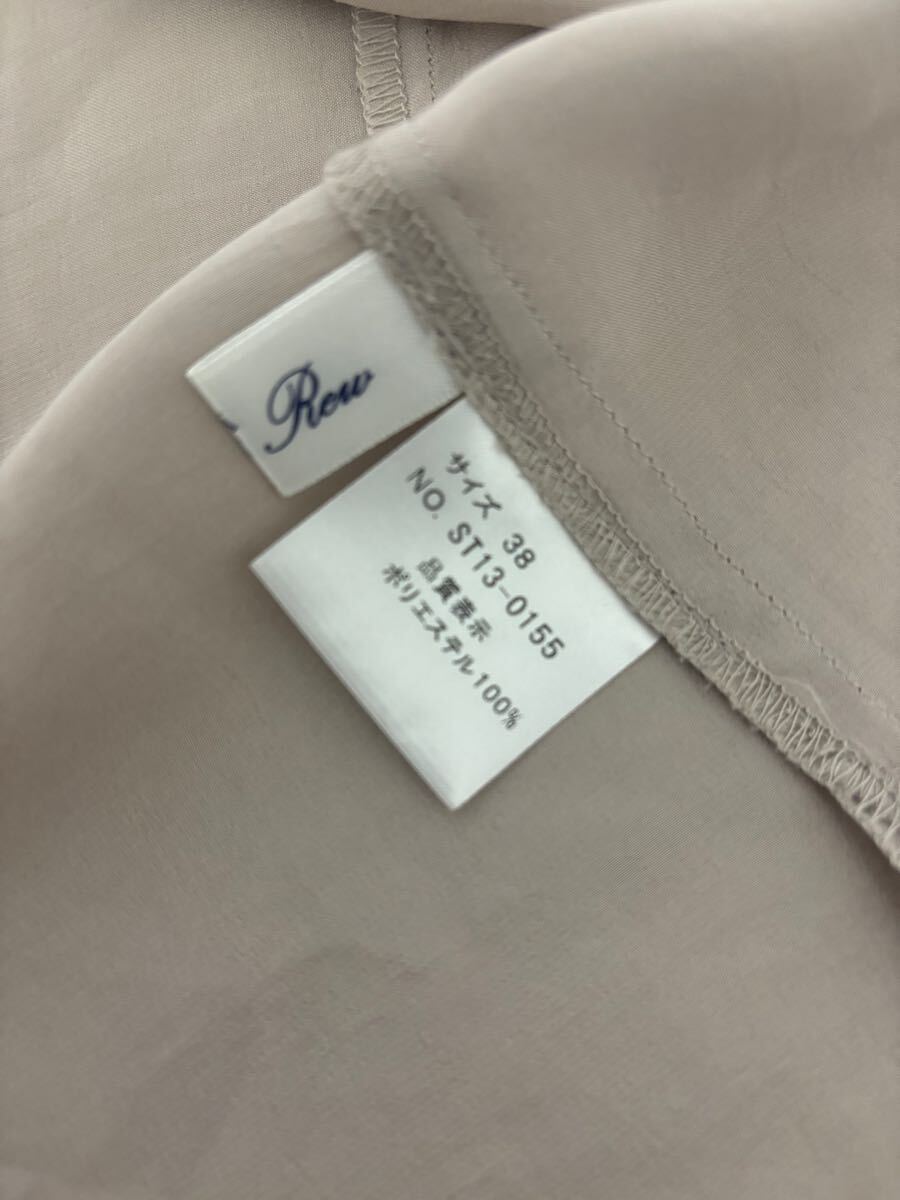 Rew
サイズ 38
NO. ST13-0155
品質表示
ポリエステル100%